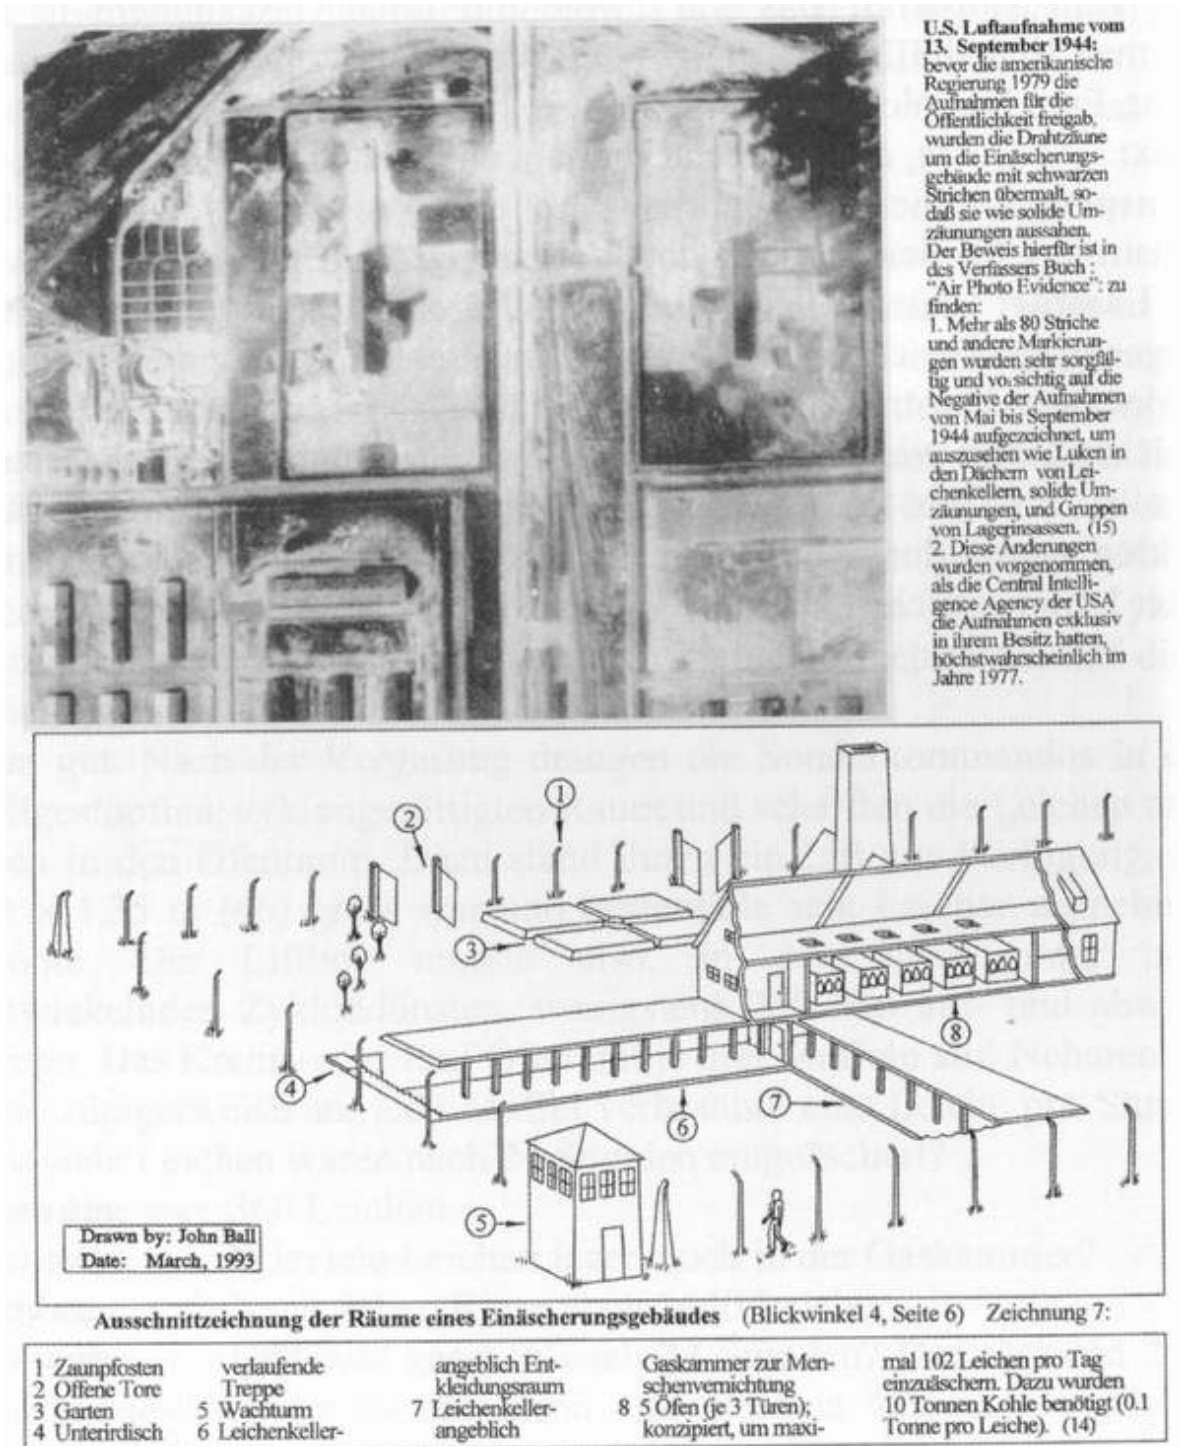 U.S. Luftaufnahme vom
13. September 1944:
bevor die amerikanische
Regierung 1979 die
Aufnahmen für die
Öffentlichkeit freigab,
wurden die Drahtzäune
um die Einäscherungs-
gebäude mit schwarzen
Strichen übermalt, so-
daß sie wie solide Um-
zäunungen aussahen.
Der Beweis hierfür ist in
des Verfassers Buch :
"Air Photo Evidence": zu
finden:
1. Mehr als 80 Striche
und andere Markierun-
gen wurden sehr sorgfäl-
tig und vorsichtig auf die
Negative der Aufnahmen
von Mai bis September
1944 aufgezeichnet, um
auszusehen wie Luken in
den Dächern von Lei-
chenkellern, solide Um-
zäunungen, und Gruppen
von Lagerinsassen. (15)
2. Diese Änderungen
wurden vorgenommen,
als die Central Intelli-
gence Agency der USA
die Aufnahmen exklusiv
in ihrem Besitz hatten,
höchstwahrscheinlich im
Jahre 1977.
1
2
3
4
5
6
7
8
Drawn by: John Ball
Date: March, 1993
Ausschnittzeichnung der Räume eines Einäscherungsgebäudes (Blickwinkel 4, Seite 6) Zeichnung 7:
1 Zaunpfosten
2 Offene Tore
3 Garten
4 Unterirdisch
verlaufende
Treppe
5 Wachturm
6 Leichenkeller-
angeblich Ent-
kleidungsraum
7 Leichenkeller-
angeblich
Gaskammer zur Men-
schenvernichtung
8 5 Öfen (je 3 Türen);
konzipiert, um maxi-
mal 102 Leichen pro Tag
einzuäschern. Dazu wurden
10 Tonnen Kohle benötigt (0.1
Tonne pro Leiche). (14)